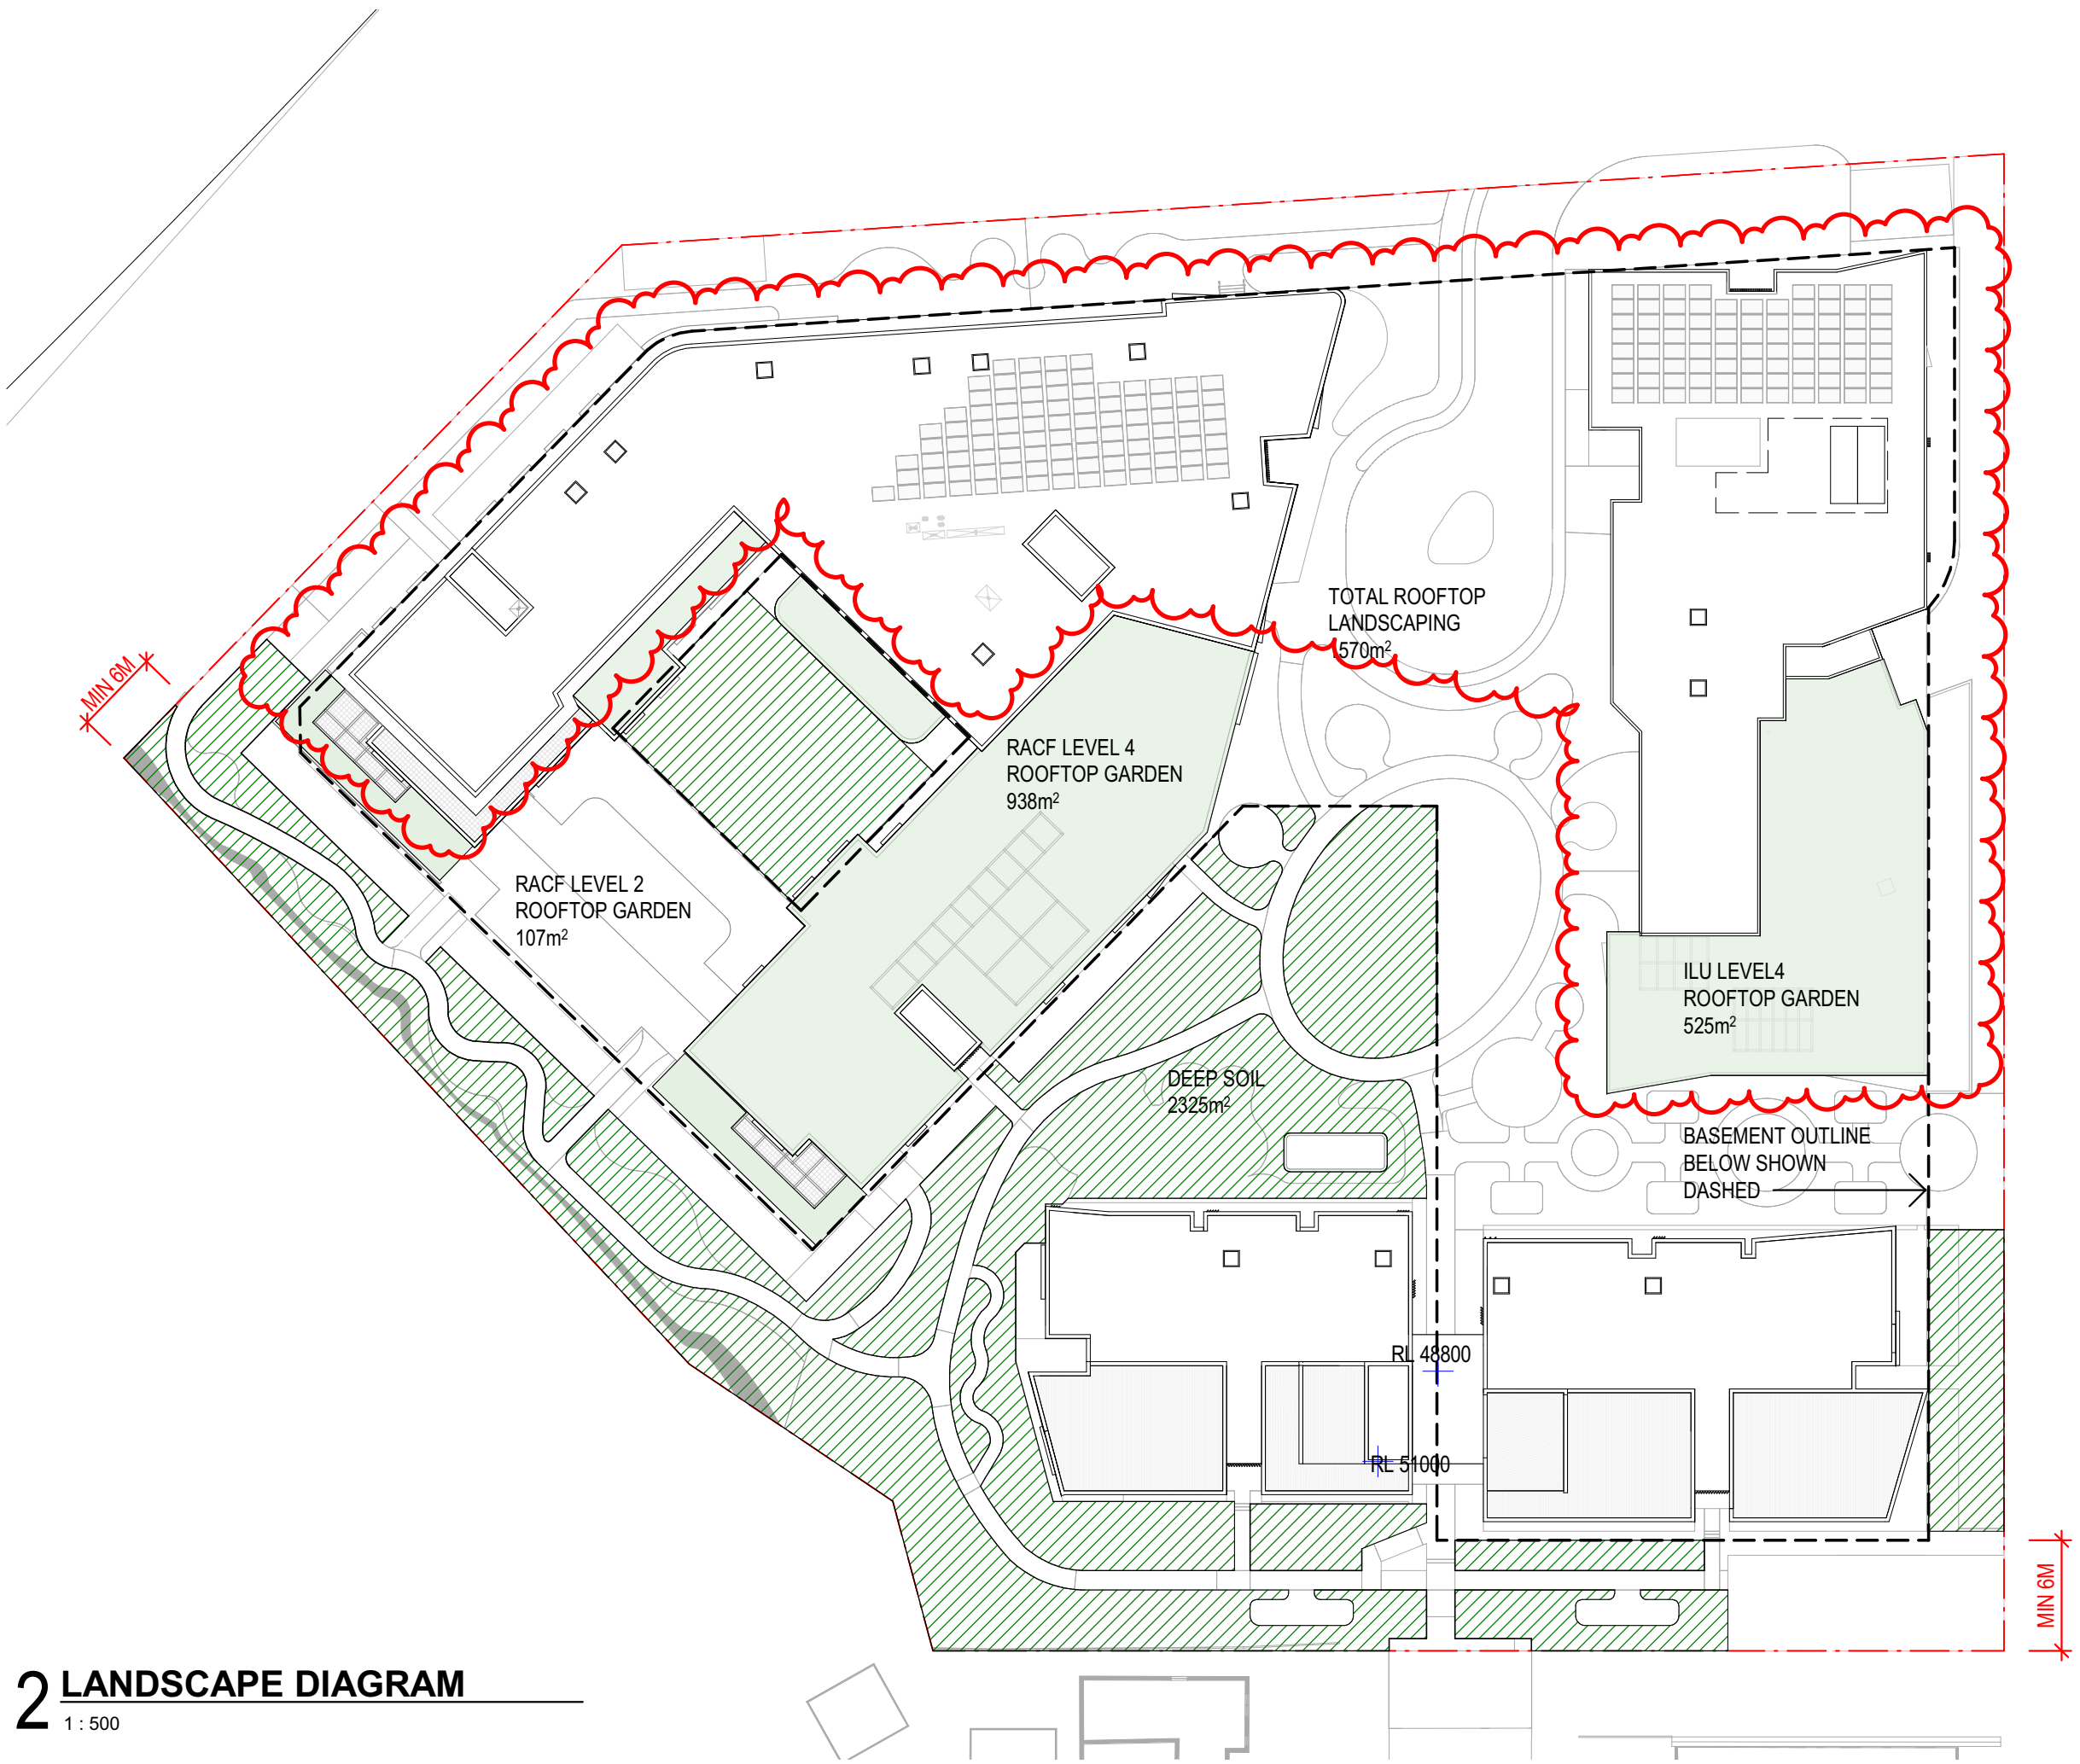 MIN 6M
TOTAL ROOFTOP
LANDSCAPING
570m²
RACF LEVEL 4
ROOFTOP GARDEN
938m²
RACF LEVEL 2
ROOFTOP GARDEN
107m²
ILU LEVEL4
ROOFTOP GARDEN
525m²
DEEP SOIL
2325m²
BASEMENT OUTLINE
BELOW SHOWN
DASHED
RL 48800
RL 51000
MIN 6M
2 LANDSCAPE DIAGRAM
1 : 500